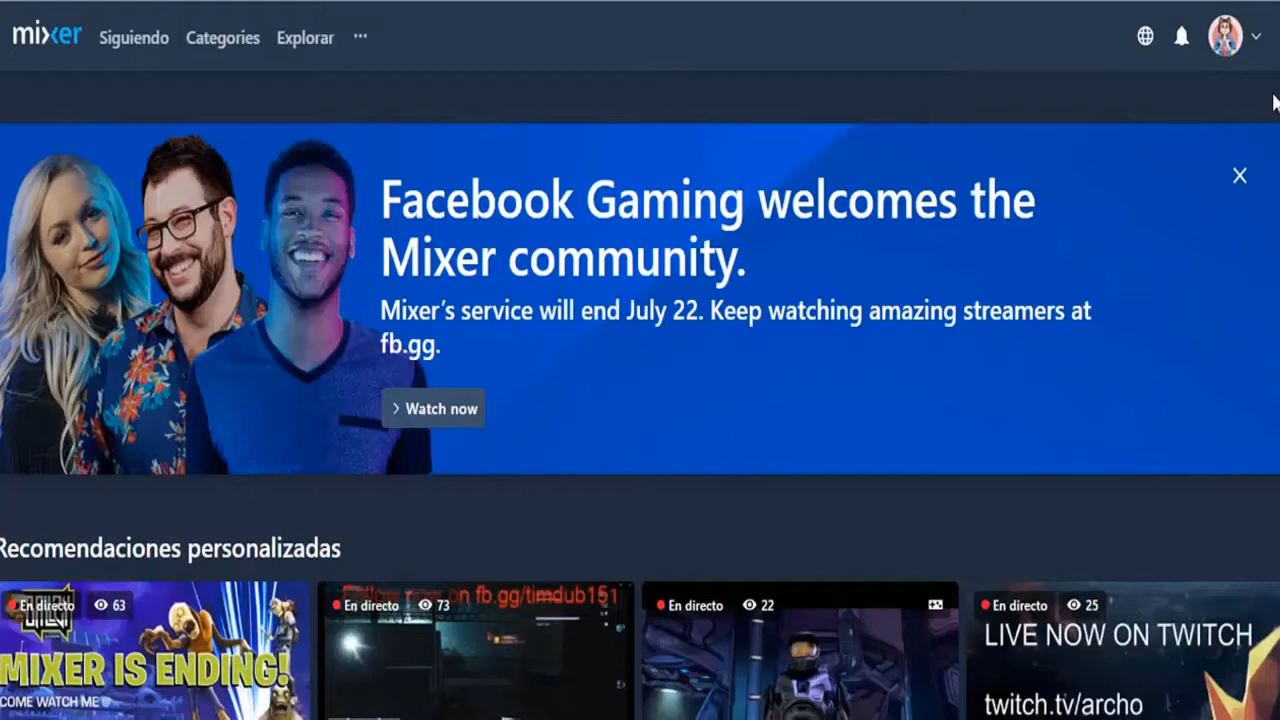 mixer Siguiendo Categories Explorar ···
Facebook Gaming welcomes the
Mixer community.
Mixer's service will end July 22. Keep watching amazing streamers at
fb.gg.
Watch now
Recomendaciones personalizadas
En directo 63
MIXER IS ENDING!
COME WATCH ME
on fb.gg/timdub151
En directo 73
En directo 22
En directo 25
LIVE NOW ON TWITCH
twitch.tv/archo